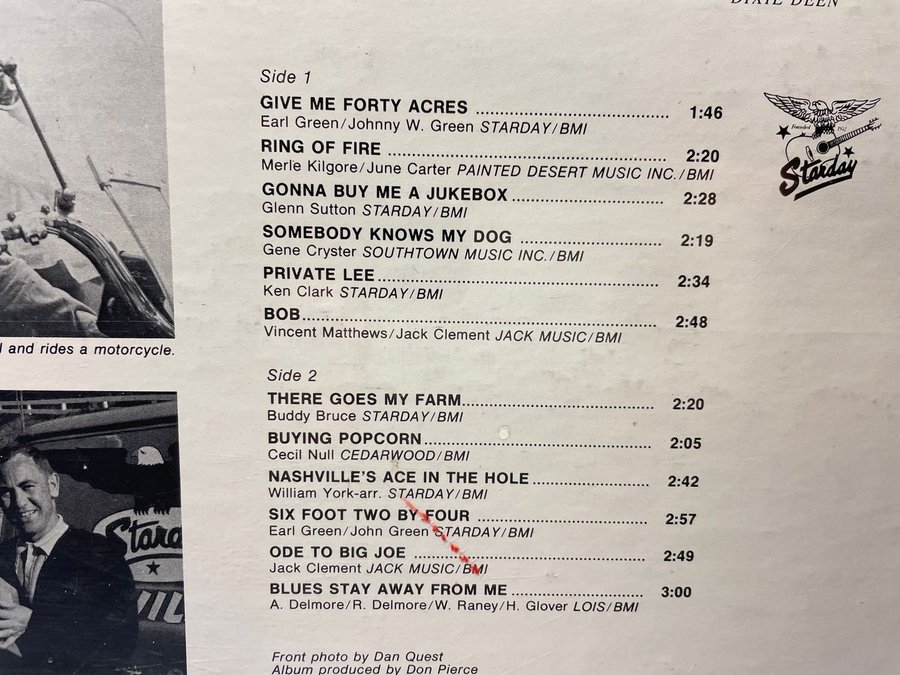 DIXIE DEEN
Side 1
GIVE ME FORTY ACRES ........................................ 1:46
Earl Green/Johnny W. Green STARDAY/BMI
RING OF FIRE ........................................ 2:20
Merle Kilgore/June Carter PAINTED DESERT MUSIC INC./BMI
GONNA BUY ME A JUKEBOX ........................................ 2:28
Glenn Sutton STARDAY/BMI
SOMEBODY KNOWS MY DOG ........................................ 2:19
Gene Cryster SOUTHTOWN MUSIC INC./BMI
PRIVATE LEE ........................................ 2:34
Ken Clark STARDAY/BMI
BOB ........................................ 2:48
Vincent Matthews/Jack Clement JACK MUSIC/BMI
Founded 1952
Starday
l and rides a motorcycle.
Side 2
THERE GOES MY FARM ........................................ 2:20
Buddy Bruce STARDAY/BMI
BUYING POPCORN ........................................ 2:05
Cecil Null CEDARWOOD/BMI
NASHVILLE'S ACE IN THE HOLE ........................................ 2:42
William York-arr. STARDAY/BMI
SIX FOOT TWO BY FOUR ........................................ 2:57
Earl Green/John Green STARDAY/BMI
ODE TO BIG JOE ........................................ 2:49
Jack Clement JACK MUSIC/BMI
BLUES STAY AWAY FROM ME ........................................ 3:00
A. Delmore/R. Delmore/W. Raney/H. Glover LOIS/BMI
Starda
Front photo by Dan Quest
Album produced by Don Pierce